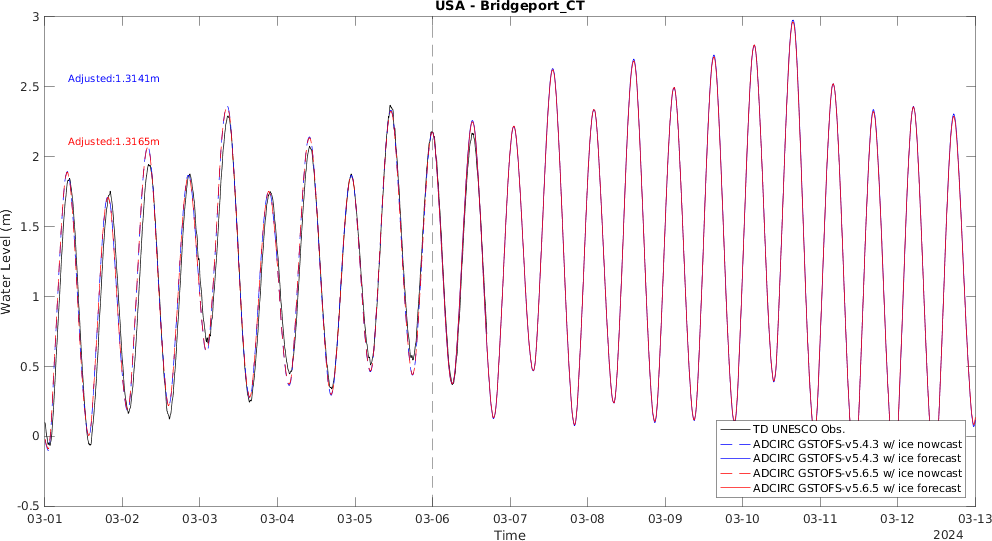 USA - Bridgeport_CT
3
2.5
2
1.5
1
0.5
0
-0.5
Water Level (m)
Adjusted:1.3141m
Adjusted:1.3165m
TD UNESCO Obs.
ADCIRC GSTOFS-v5.4.3 w/ ice nowcast
ADCIRC GSTOFS-v5.4.3 w/ ice forecast
ADCIRC GSTOFS-v5.6.5 w/ ice nowcast
ADCIRC GSTOFS-v5.6.5 w/ ice forecast
03-01 03-02 03-03 03-04 03-05 03-06 03-07 03-08 03-09 03-10 03-11 03-12 03-13
Time
2024